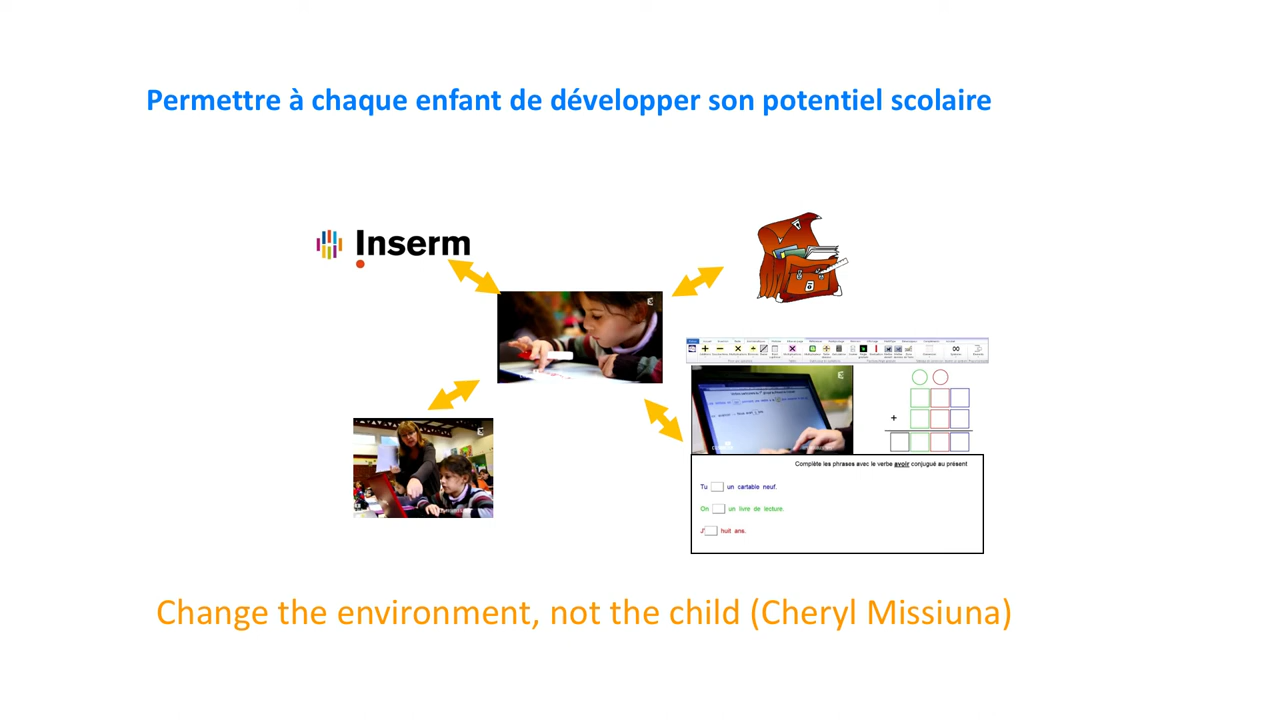 Permettre à chaque enfant de développer son potentiel scolaire
Inserm
+
Complète les phrases avec le verbe avoir conjugué au présent
Tu un cartable neuf.
On un livre de lecture.
J' huit ans.
Change the environment, not the child (Cheryl Missiuna)